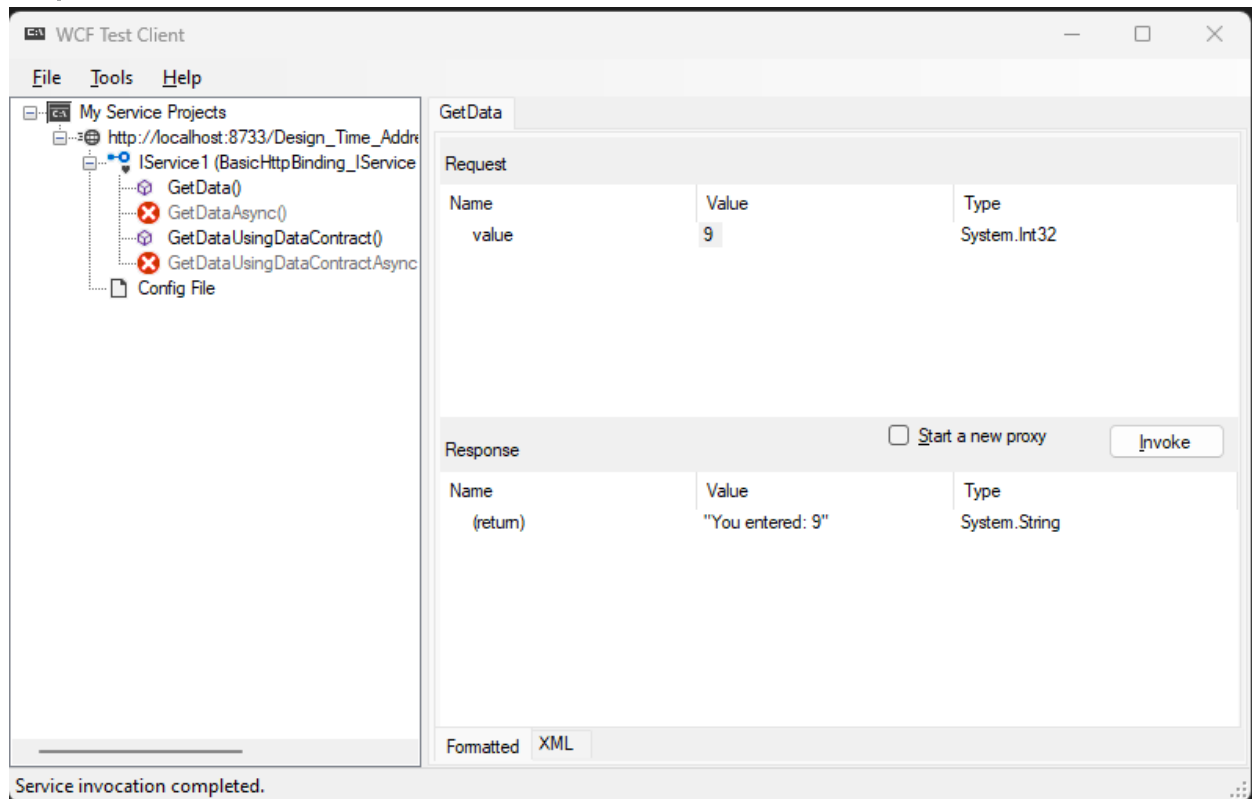 WCF Test Client
File Tools Help
My Service Projects
http://localhost:8733/Design_Time_Addre
IService1 (BasicHttpBinding_IService
GetData()
GetDataAsync()
GetDataUsingDataContract()
GetDataUsingDataContractAsync
Config File
GetData
Request
Name Value Type
value 9 System.Int32
Response Start a new proxy Invoke
Name Value Type
(return) "You entered: 9" System.String
Formatted XML
Service invocation completed.